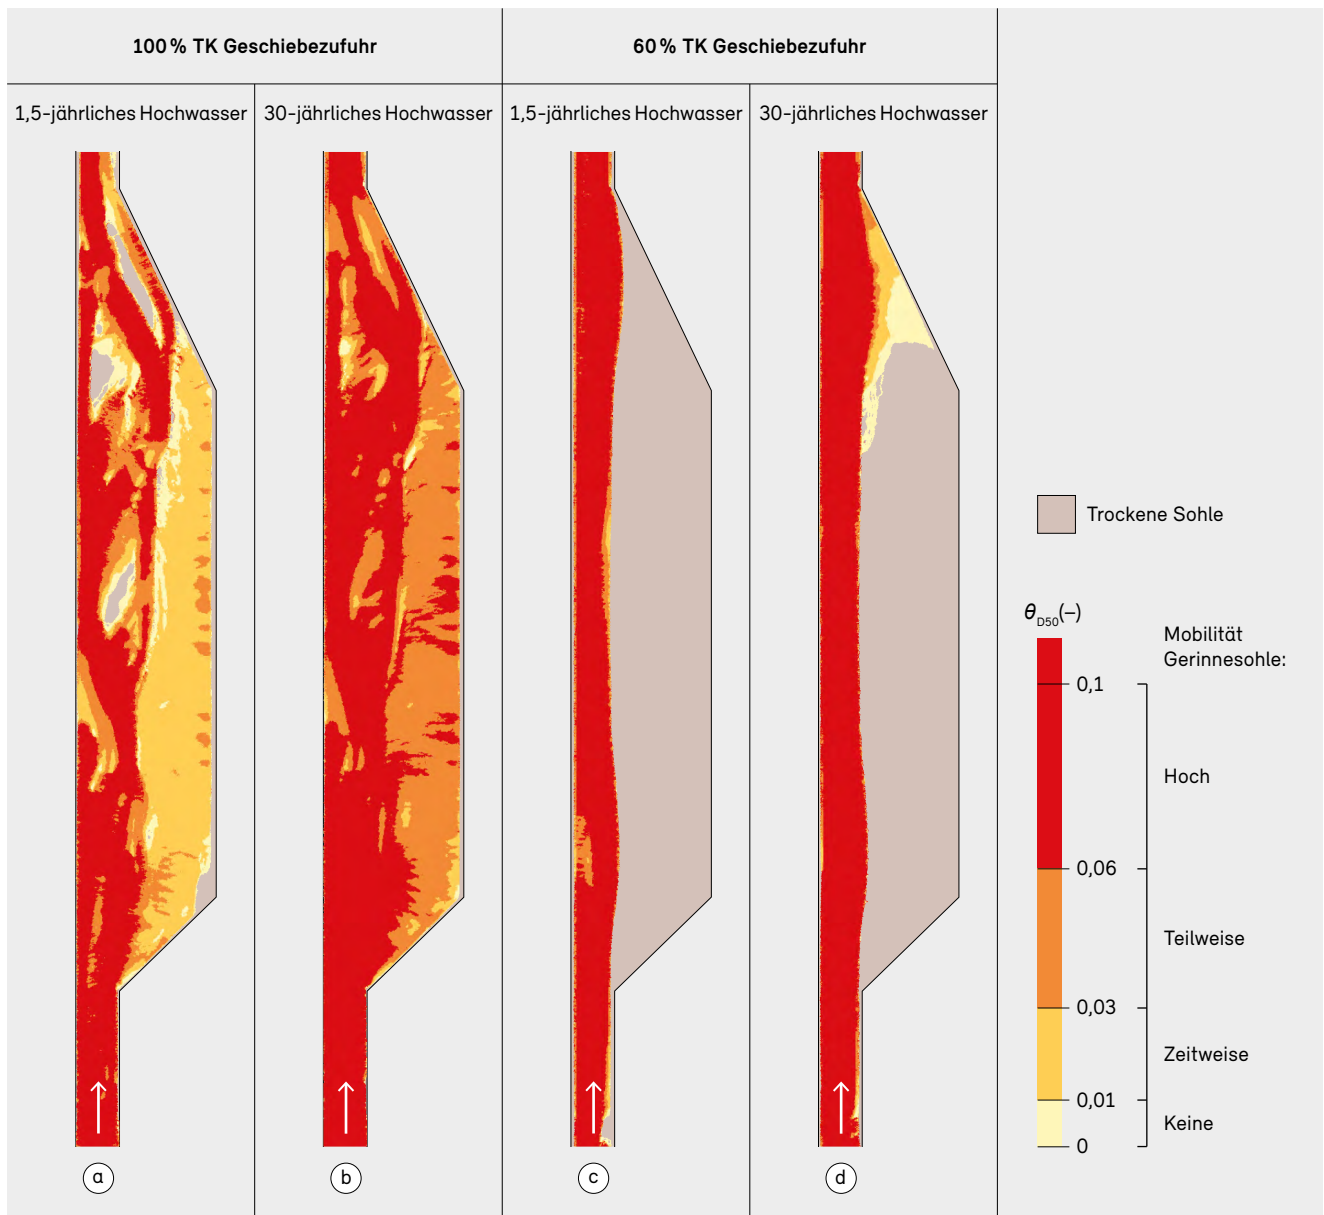 100 % TK Geschiebezufuhr
60 % TK Geschiebezufuhr
1,5-jährliches Hochwasser
30-jährliches Hochwasser
1,5-jährliches Hochwasser
30-jährliches Hochwasser
Trockene Sohle
θD50(–)
Mobilität
Gerinnesohle:
0,1
Hoch
0,06
Teilweise
0,03
Zeitweise
0,01
Keine
0
a
b
c
d